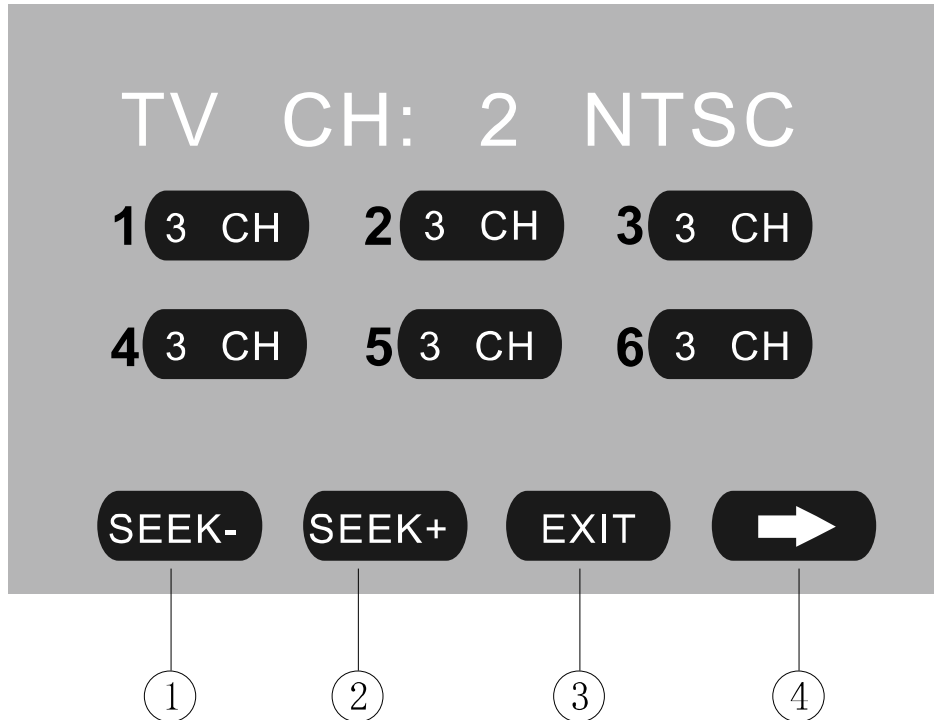 TV CH: 2 NTSC
1 3 CH 2 3 CH 3 3 CH
4 3 CH 5 3 CH 6 3 CH
SEEK- SEEK+ EXIT
1 2 3 4